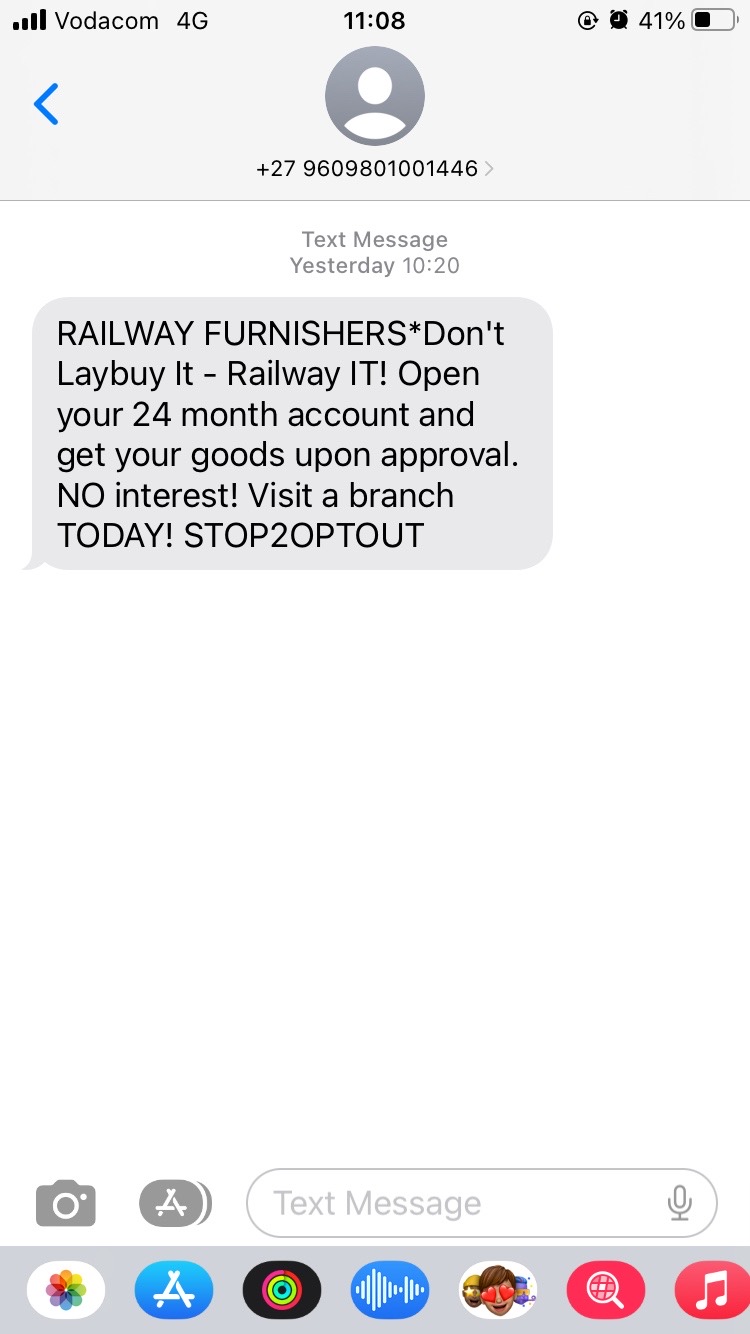 Vodacom 4G 11:08 41%
+27 9609801001446
Text Message
Yesterday 10:20
RAILWAY FURNISHERS*Don't
Laybuy It - Railway IT! Open
your 24 month account and
get your goods upon approval.
NO interest! Visit a branch
TODAY! STOP2OPTOUT
Text Message